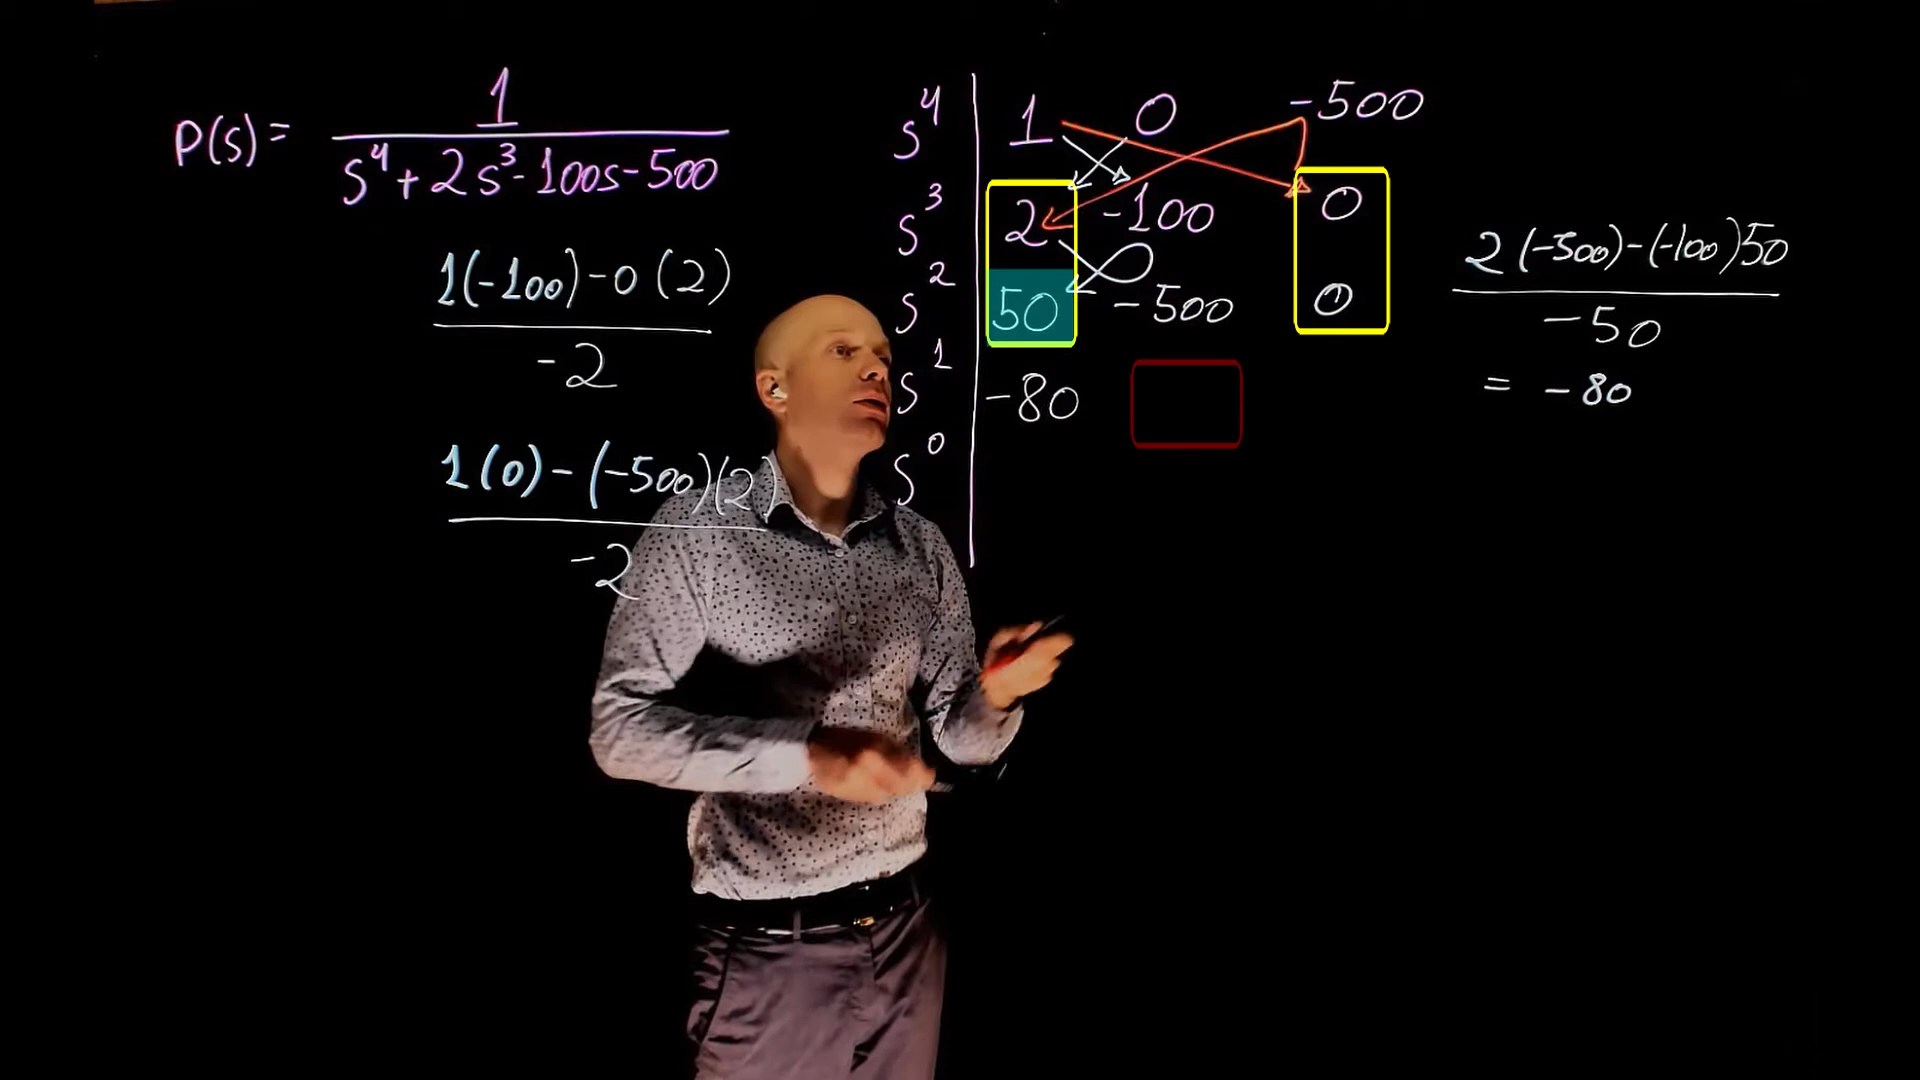 P(s) = 1 / s⁴ + 2s³ - 100s - 500
1(-100) - 0(2) / -2
1(0) - (-500)(2) / -2
s⁴ | 1 0 -500
s³ | 2 -100 0
s² | 50 -500 0
s¹ | -80
s⁰ |
2(-500) - (-100)50 / -50
= -80